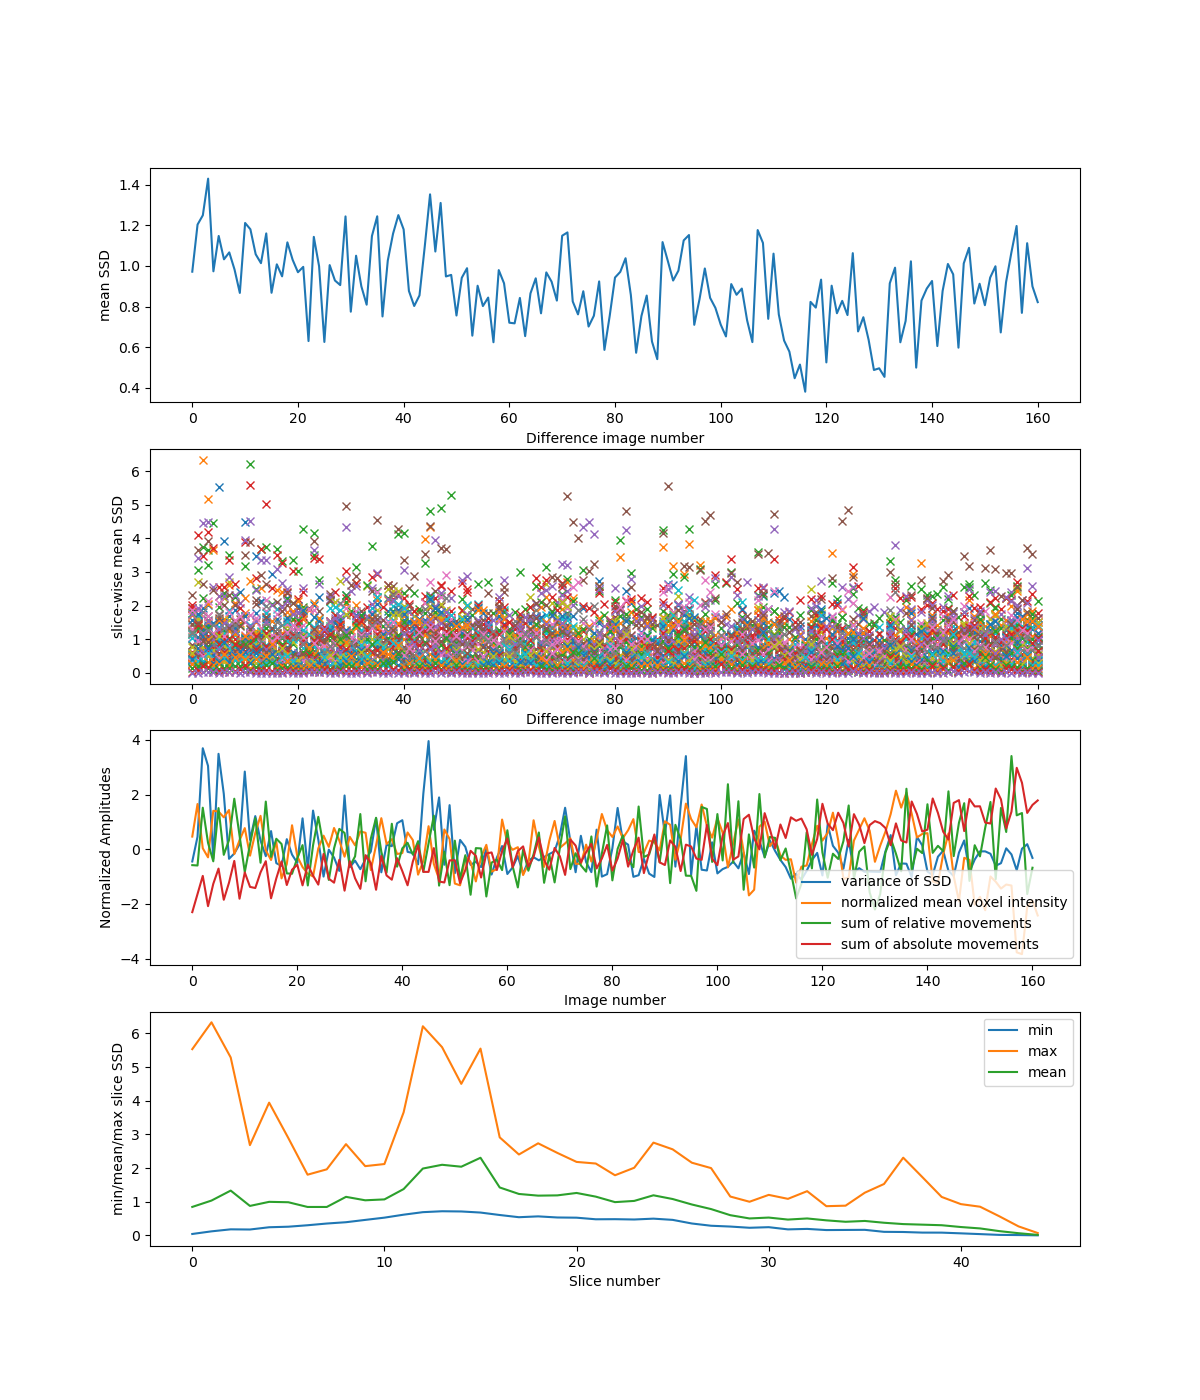 mean SSD
1.4
1.2
1.0
0.8
0.6
0.4
0 20 40 60 80 100 120 140 160
Difference image number
slice-wise mean SSD
6
5
4
3
2
1
0
0 20 40 60 80 100 120 140 160
Difference image number
Normalized Amplitudes
4
2
0
−2
−4
variance of SSD
normalized mean voxel intensity
sum of relative movements
sum of absolute movements
0 20 40 60 80 100 120 140 160
Image number
min/mean/max slice SSD
6
5
4
3
2
1
0
min
max
mean
0 10 20 30 40
Slice number